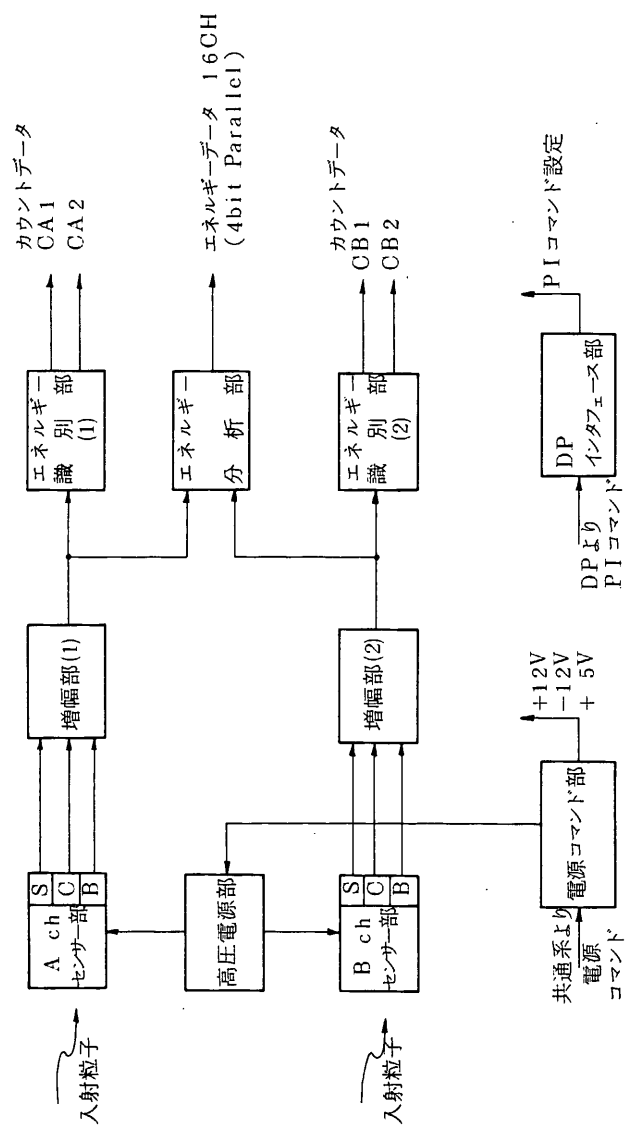 入射粒子
A ch
センサー部
S
C
B
増幅部(1)
エネルギー
識別部
(1)
カウントデータ
CA1
CA2
高圧電源部
エネルギー
分析部
エネルギーデータ 16CH
(4bit Parallel)
入射粒子
B ch
センサー部
S
C
B
増幅部(2)
エネルギー
識別部
(2)
カウントデータ
CB1
CB2
共通系より
電源
コマンド
電源コマンド部
+12V
-12V
+ 5V
DPより
PIコマンド
DP
インタフェース部
PIコマンド設定